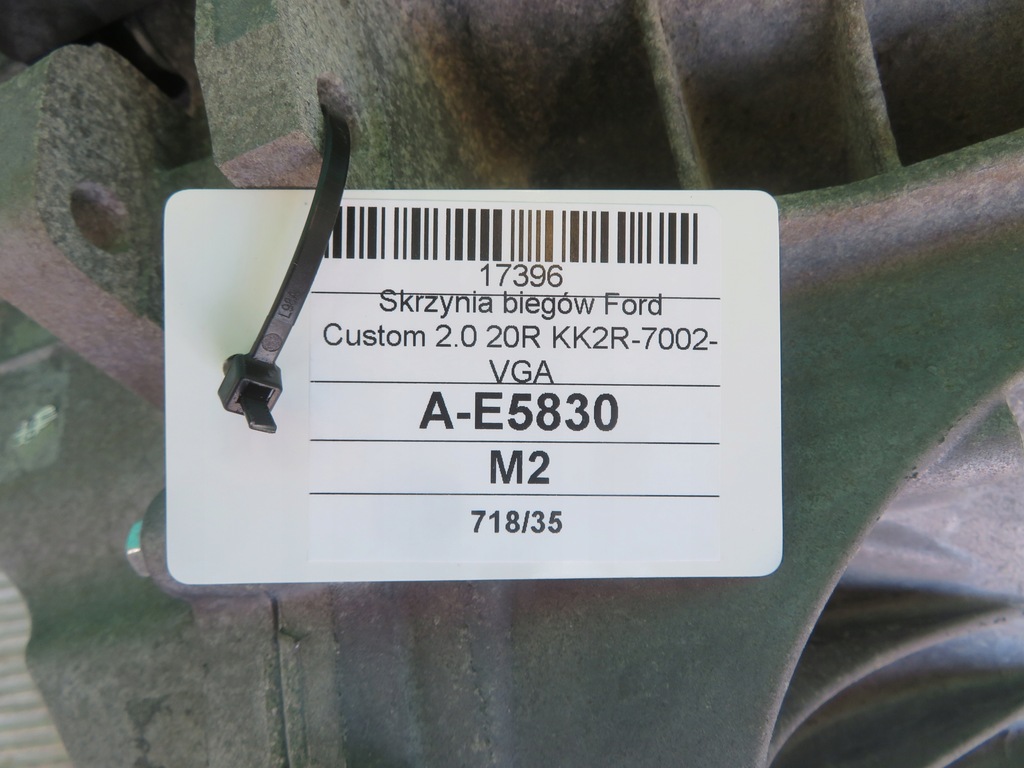 17396
Skrzynia biegów Ford
Custom 2.0 20R KK2R-7002-
VGA
A-E5830
M2
718/35